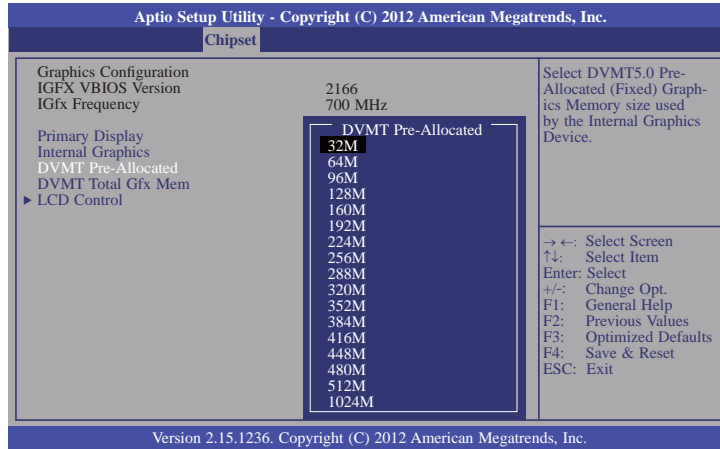 Aptio Setup Utility - Copyright (C) 2012 American Megatrends, Inc.
Chipset
Graphics Configuration
IGFX VBIOS Version 2166
IGfx Frequency 700 MHz
Primary Display
Internal Graphics
DVMT Pre-Allocated
DVMT Total Gfx Mem
▶ LCD Control
DVMT Pre-Allocated
32M
64M
96M
128M
160M
192M
224M
256M
288M
320M
352M
384M
416M
448M
480M
512M
1024M
Select DVMT5.0 Pre-
Allocated (Fixed) Graph-
ics Memory size used
by the Internal Graphics
Device.
→ ←: Select Screen
↑↓: Select Item
Enter: Select
+/-: Change Opt.
F1: General Help
F2: Previous Values
F3: Optimized Defaults
F4: Save & Reset
ESC: Exit
Version 2.15.1236. Copyright (C) 2012 American Megatrends, Inc.